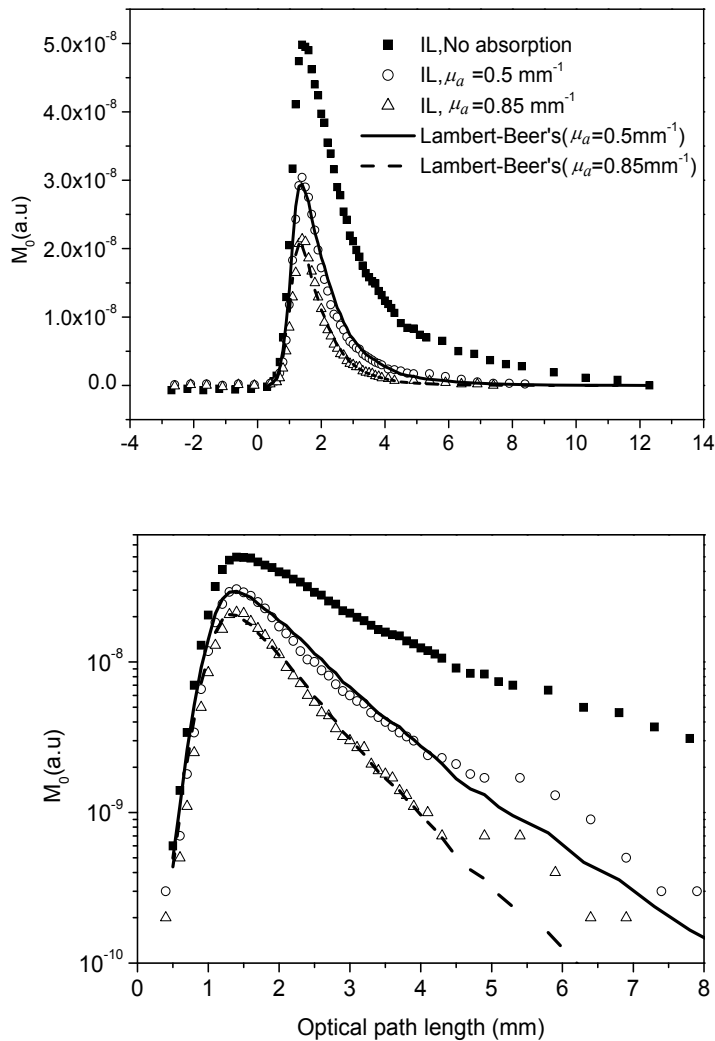 5.0x10⁻⁸
4.0x10⁻⁸
3.0x10⁻⁸
2.0x10⁻⁸
1.0x10⁻⁸
0.0
M₀(a.u)
-4 -2 0 2 4 6 8 10 12 14
IL,No absorption
IL,μₐ =0.5 mm⁻¹
IL, μₐ =0.85 mm⁻¹
Lambert-Beer's(μₐ=0.5mm⁻¹)
Lambert-Beer's(μₐ=0.85mm⁻¹)
10⁻⁸
10⁻⁹
10⁻¹⁰
M₀(a.u)
0 1 2 3 4 5 6 7 8
Optical path length (mm)